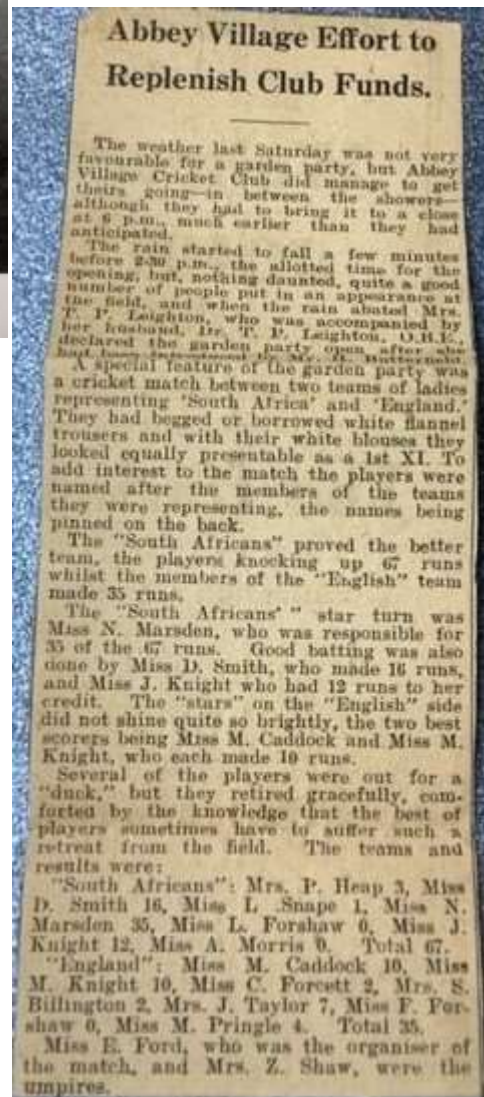 Abbey Village Effort to
Replenish Club Funds.
The weather last Saturday was not very
favourable for a garden party, but Abbey
Village Cricket Club did manage to get
theirs going—in between the showers—
although they had to bring it to a close
at 6 p.m., much earlier than they had
anticipated.
The rain started to fall a few minutes
before 2-30 p.m., the allotted time for the
opening, but, nothing daunted, quite a good
number of people put in an appearance at
the field, and when the rain abated Mrs.
T. P. Leighton, who was accompanied by
her husband, Dr. T. P. Leighton, O.B.E.,
declared the garden party open after she
had been introduced by Mr.
A special feature of the garden party was
a cricket match between two teams of ladies
representing 'South Africa' and 'England.'
They had begged or borrowed white flannel
trousers and with their white blouses they
looked equally presentable as a 1st XI. To
add interest to the match the players were
named after the members of the teams
they were representing, the names being
pinned on the back.
The "South Africans" proved the better
team, the players knocking up 67 runs
whilst the members of the "English" team
made 35 runs.
The "South Africans' " star turn was
Miss N. Marsden, who was responsible for
35 of the 67 runs. Good batting was also
done by Miss D. Smith, who made 16 runs,
and Miss J. Knight who had 12 runs to her
credit. The "stars" on the "English" side
did not shine quite so brightly, the two best
scorers being Miss M. Caddock and Miss M.
Knight, who each made 10 runs.
Several of the players were out for a
"duck," but they retired gracefully, com-
forted by the knowledge that the best of
players sometimes have to suffer such a
retreat from the field. The teams and
results were:
"South Africans": Mrs. P. Heap 3, Miss
D. Smith 16, Miss L .Snape 1, Miss N.
Marsden 35, Miss L. Forshaw 0, Miss J.
Knight 12, Miss A. Morris 0. Total 67.
"England": Miss M. Caddock 10, Miss
M. Knight 10, Miss C. Forcett 2, Mrs. S.
Billington 2, Mrs. J. Taylor 7, Miss F. For-
shaw 0, Miss M. Pringle 4. Total 35.
Miss E. Ford, who was the organiser of
the match, and Mrs. Z. Shaw, were the
umpires.